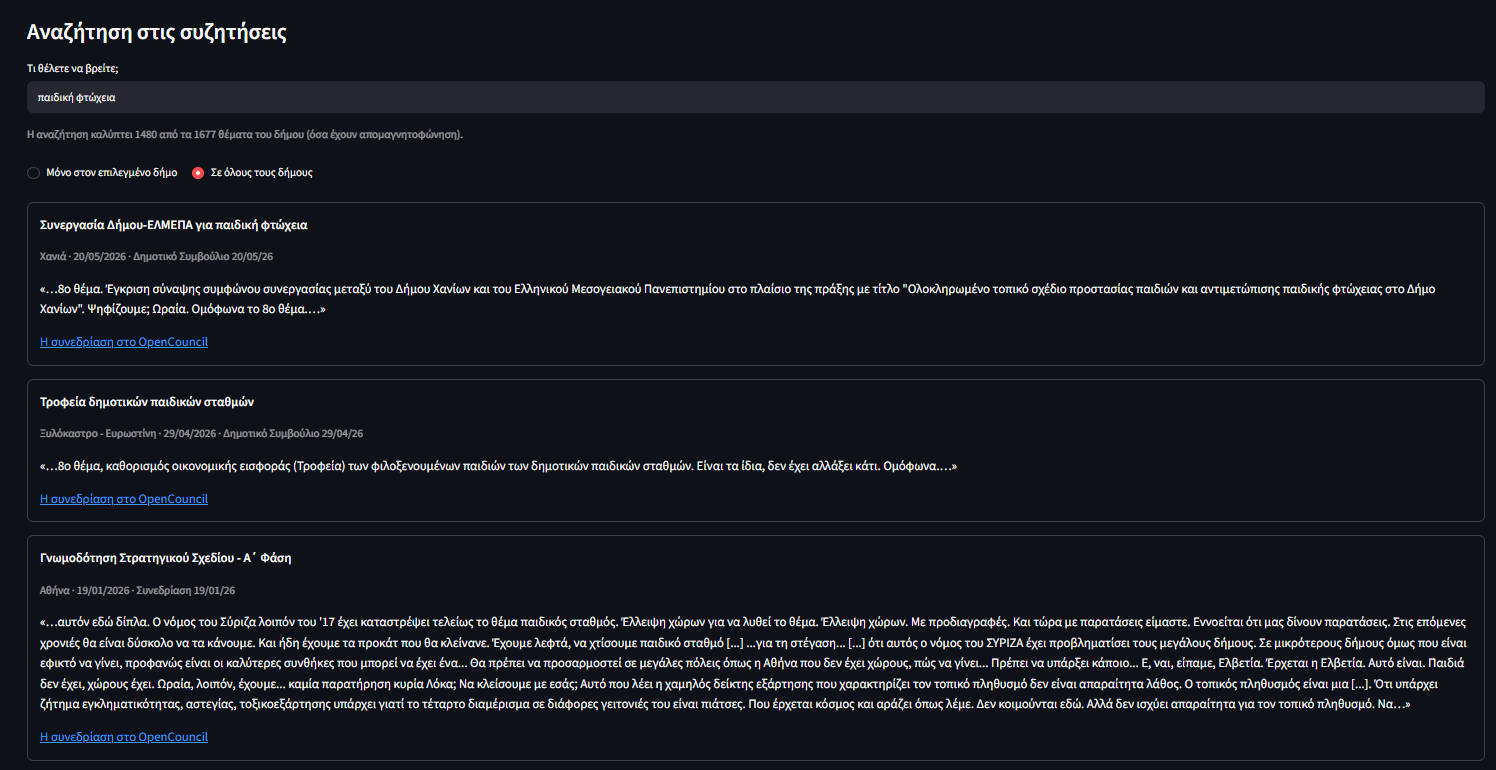 Αναζήτηση στις συζητήσεις
Τι θέλετε να βρείτε;
παιδική φτώχεια
Η αναζήτηση καλύπτει 1480 από τα 1677 θέματα του δήμου (όσα έχουν απομαγνητοφώνηση).
Μόνο στον επιλεγμένο δήμο Σε όλους τους δήμους
Συνεργασία Δήμου-ΕΛΜΕΠΑ για παιδική φτώχεια
Χανιά · 20/05/2026 · Δημοτικό Συμβούλιο 20/05/26
«…8ο θέμα. Έγκριση σύναψης συμφώνου συνεργασίας μεταξύ του Δήμου Χανίων και του Ελληνικού Μεσογειακού Πανεπιστημίου στο πλαίσιο της πράξης με τίτλο "Ολοκληρωμένο τοπικό σχέδιο προστασίας παιδιών και αντιμετώπισης παιδικής φτώχειας στο Δήμο
Χανίων". Ψηφίζουμε; Ωραία. Ομόφωνα το 8ο θέμα.…»
Η συνεδρίαση στο OpenCouncil
Τροφεία δημοτικών παιδικών σταθμών
Ξυλόκαστρο - Ευρωστίνη · 29/04/2026 · Δημοτικό Συμβούλιο 29/04/26
«…8ο θέμα, καθορισμός οικονομικής εισφοράς (Τροφεία) των φιλοξενουμένων παιδιών των δημοτικών παιδικών σταθμών. Είναι τα ίδια, δεν έχει αλλάξει κάτι. Ομόφωνα.…»
Η συνεδρίαση στο OpenCouncil
Γνωμοδότηση Στρατηγικού Σχεδίου - Α΄ Φάση
Αθήνα · 19/01/2026 · Συνεδρίαση 19/01/26
«…αυτόν εδώ δίπλα. Ο νόμος του Σύριζα λοιπόν του '17 έχει καταστρέψει τελείως το θέμα παιδικός σταθμός. Έλλειψη χώρων για να λυθεί το θέμα. Έλλειψη χώρων. Με προδιαγραφές. Και τώρα με παρατάσεις είμαστε. Εννοείται ότι μας δίνουν παρατάσεις. Στις επόμενες
χρονιές θα είναι δύσκολο να τα κάνουμε. Και ήδη έχουμε τα προκάτ που θα κλείνανε. Έχουμε λεφτά, να χτίσουμε παιδικό σταθμό [...] ...για τη στέγαση... [...] ότι αυτός ο νόμος του ΣΥΡΙΖΑ έχει προβληματίσει τους μεγάλους δήμους. Σε μικρότερους δήμους όμως που είναι
εφικτό να γίνει, προφανώς είναι οι καλύτερες συνθήκες που μπορεί να έχει ένα... Θα πρέπει να προσαρμοστεί σε μεγάλες πόλεις όπως η Αθήνα που δεν έχει χώρους, πώς να γίνει... Πρέπει να υπάρξει κάποιο... Ε, ναι, είπαμε, Ελβετία. Έρχεται η Ελβετία. Αυτό είναι. Παιδιά
δεν έχει, χώρους έχει. Ωραία, λοιπόν, έχουμε... καμία παρατήρηση κυρία Λόκα; Να κλείσουμε με εσάς; Αυτό που λέει η χαμηλός δείκτης εξάρτησης που χαρακτηρίζει τον τοπικό πληθυσμό δεν είναι απαραίτητα λάθος. Ο τοπικός πληθυσμός είναι μια [...]. Ότι υπάρχει
ζήτημα εγκληματικότητας, αστεγίας, τοξικοεξάρτησης υπάρχει γιατί το τέταρτο διαμέρισμα σε διάφορες γειτονιές του είναι πιάτσες. Που έρχεται κόσμος και αράζει όπως λέμε. Δεν κοιμούνται εδώ. Αλλά δεν ισχύει απαραίτητα για τον τοπικό πληθυσμό. Να…»
Η συνεδρίαση στο OpenCouncil